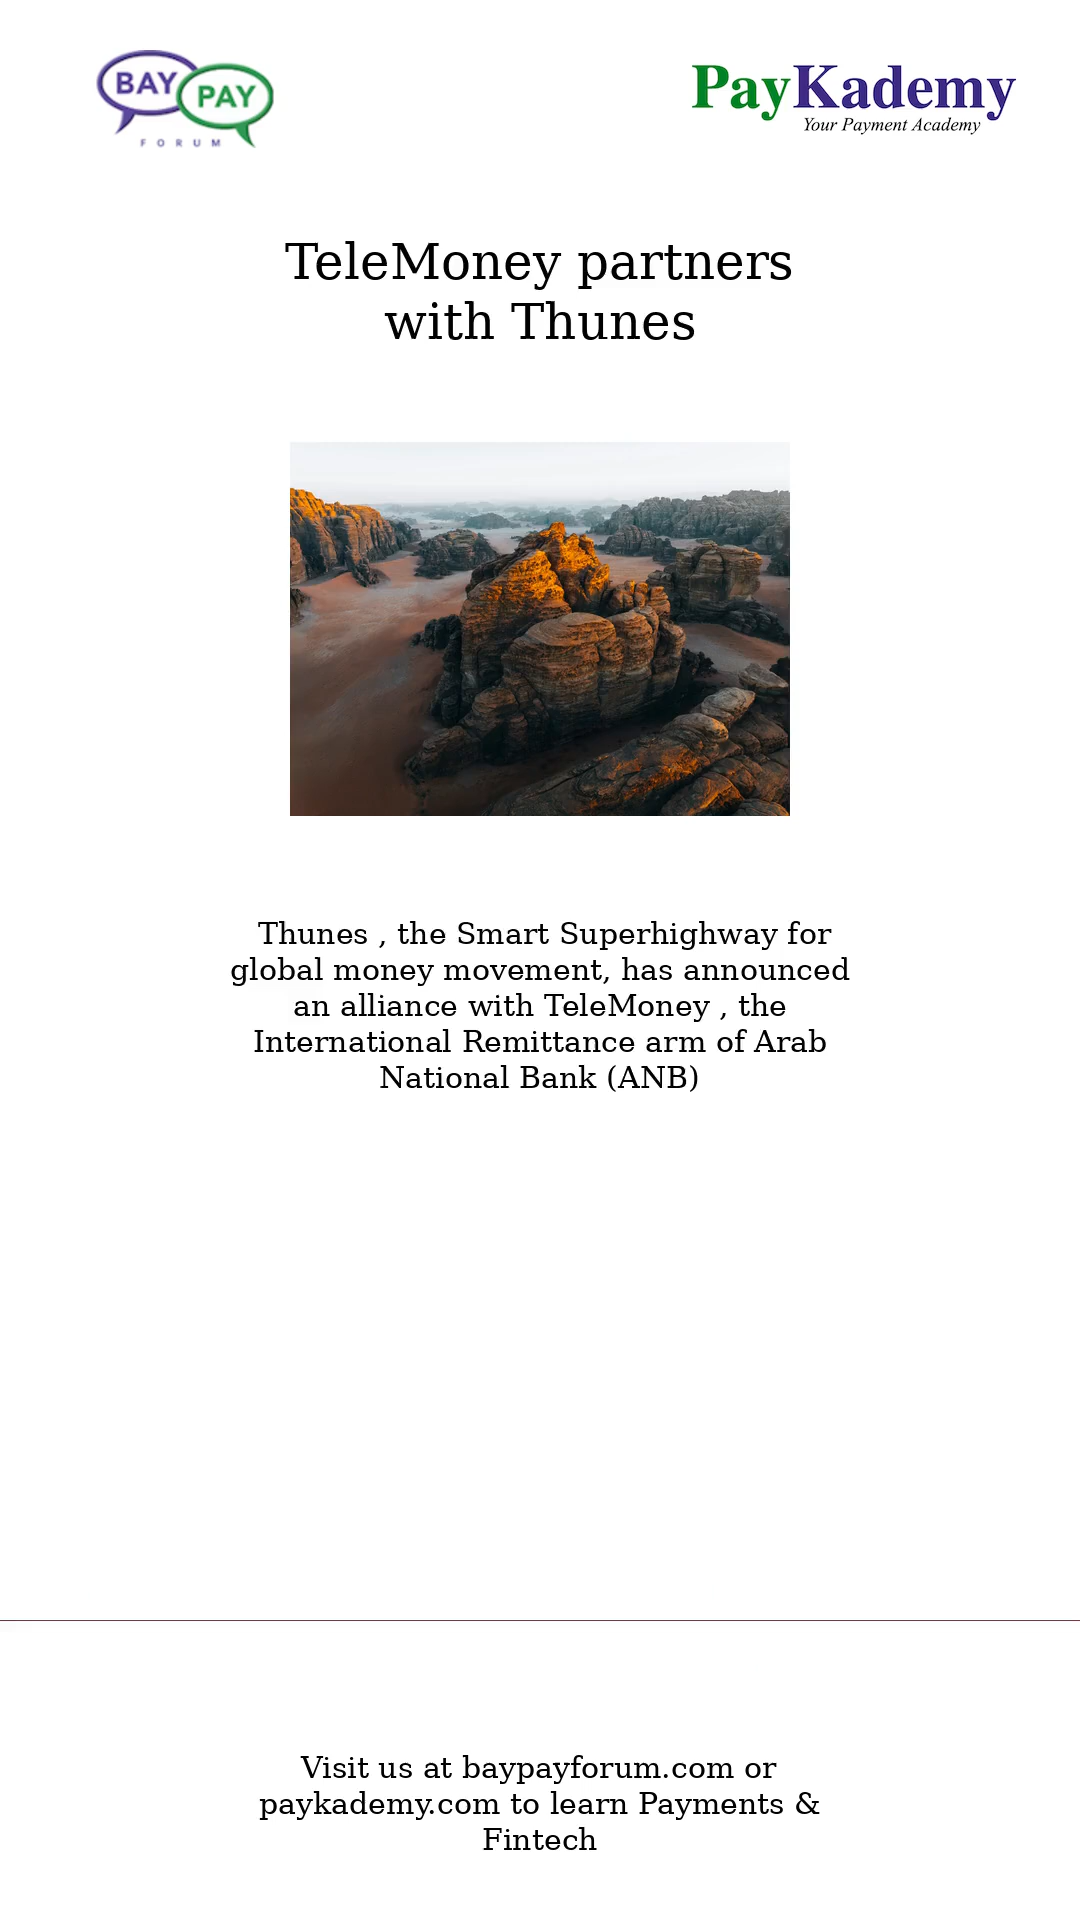 BAY
PAY
FORUM
PayKademy
Your Payment Academy
TeleMoney partners
with Thunes
Thunes , the Smart Superhighway for
global money movement, has announced
an alliance with TeleMoney , the
International Remittance arm of Arab
National Bank (ANB)
Visit us at baypayforum.com or
paykademy.com to learn Payments &
Fintech